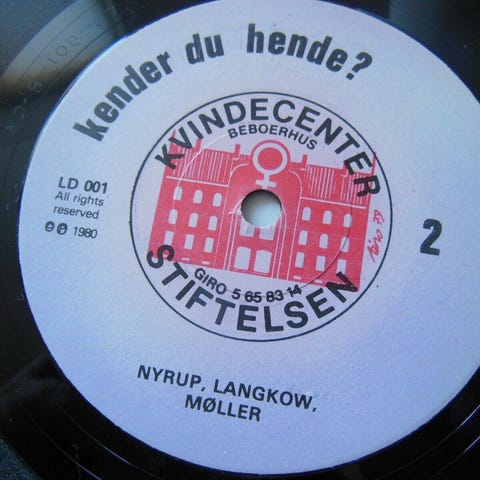 kender du hende?
KVINDECENTER
BEBOERHUS
LD 001
All rights
reserved
© ℗ 1980
2
GIRO 5 65 83 14
STIFTELSEN
NYRUP, LANGKOW,
MØLLER